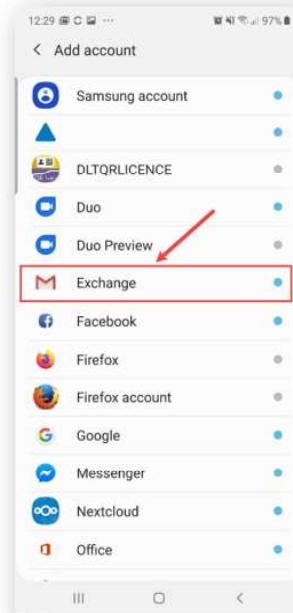 12:29 ... 97%
Add account
Samsung account
DLTQRLICENCE
Duo
Duo Preview
Exchange
Facebook
Firefox
Firefox account
Google
Messenger
Nextcloud
Office